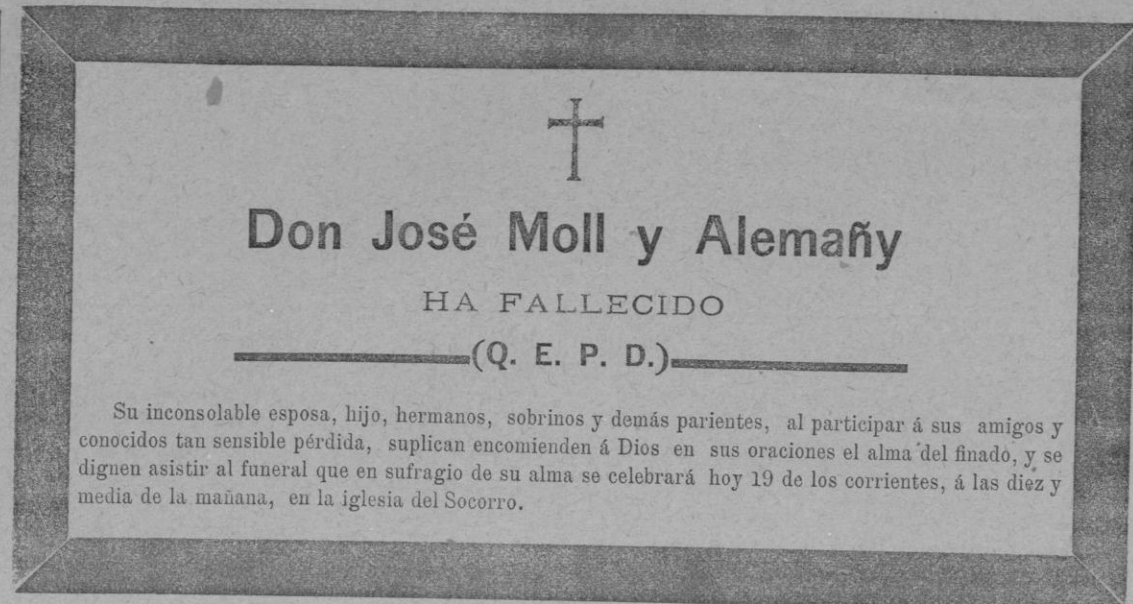 Don José Moll y Alemañy
HA FALLECIDO
(Q. E. P. D.)
Su inconsolable esposa, hijo, hermanos, sobrinos y demás parientes, al participar á sus amigos y
conocidos tan sensible pérdida, suplican encomienden á Dios en sus oraciones el alma del finado, y se
dignen asistir al funeral que en sufragio de su alma se celebrará hoy 19 de los corrientes, á las diez y
media de la mañana, en la iglesia del Socorro.